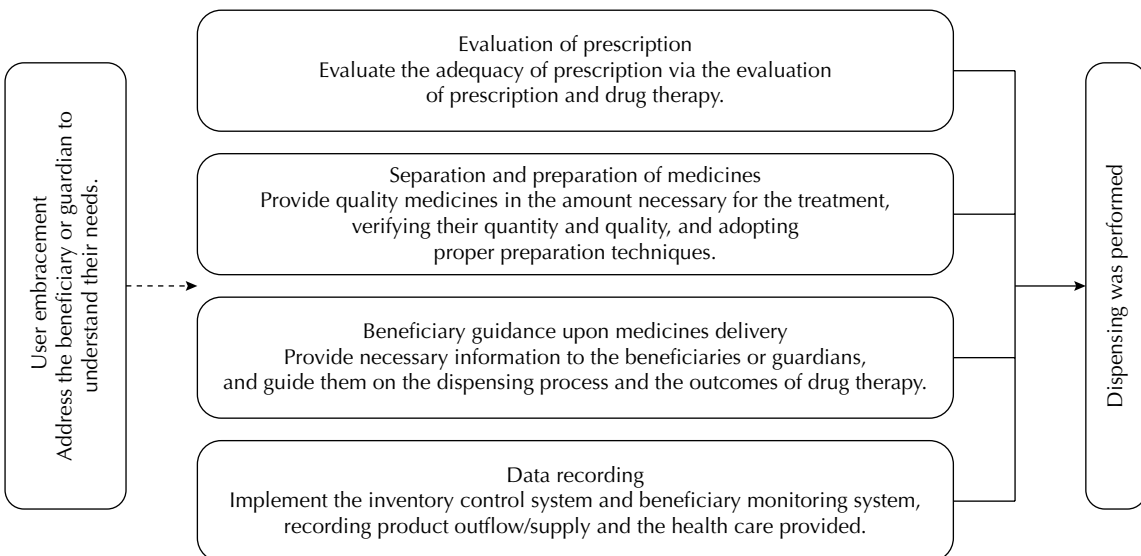 User embracement
Address the beneficiary or guardian to
understand their needs.
Evaluation of prescription
Evaluate the adequacy of prescription via the evaluation
of prescription and drug therapy.
Separation and preparation of medicines
Provide quality medicines in the amount necessary for the treatment,
verifying their quantity and quality, and adopting
proper preparation techniques.
Beneficiary guidance upon medicines delivery
Provide necessary information to the beneficiaries or guardians,
and guide them on the dispensing process and the outcomes of drug therapy.
Data recording
Implement the inventory control system and beneficiary monitoring system,
recording product outflow/supply and the health care provided.
Dispensing was performed